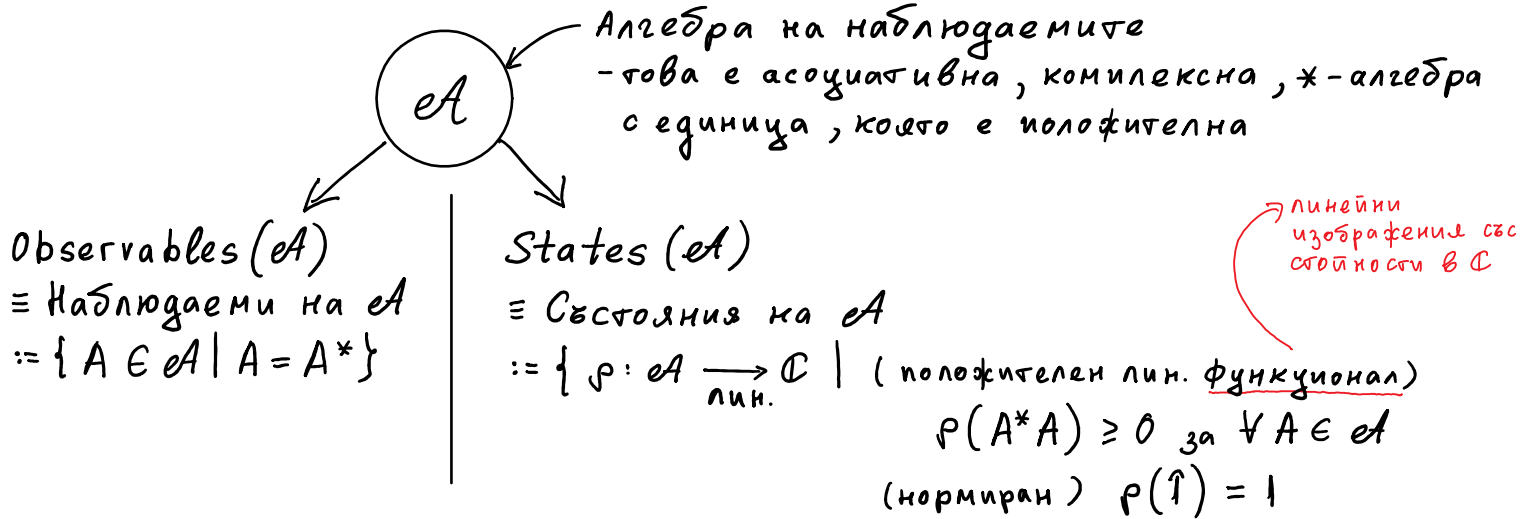 Алгебра на наблюдаемите
- това е асоциативна, комплексна, *-алгебра
с единица, която е положителна
𝒜
Observables(𝒜)
≡ Наблюдаеми на 𝒜
:= { A ∈ 𝒜 | A = A* }
States (𝒜)
≡ Състояния на 𝒜
:= { ρ : 𝒜 ⟶ ℂ | (положителен лин. функционал)
лин.
ρ(A*A) ≥ 0 за ∀ A ∈ 𝒜
(нормиран) ρ(1̂) = 1
линейни
изображения със
стойности в ℂ